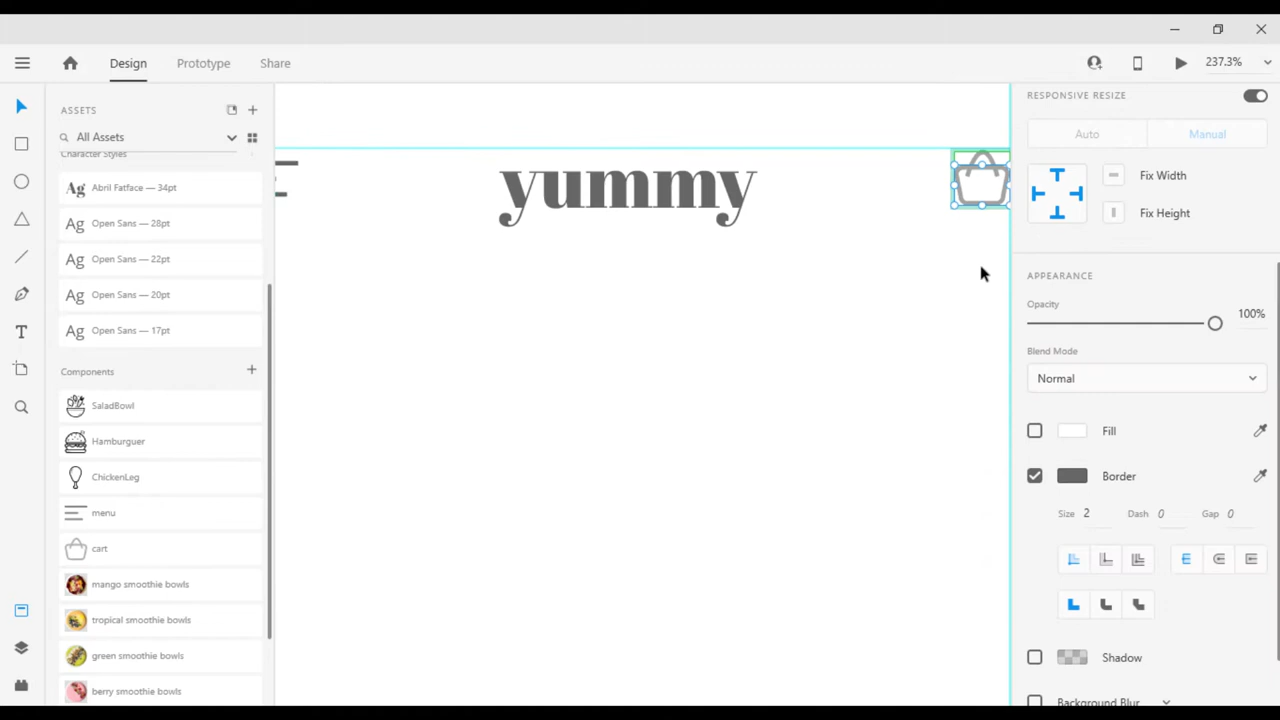 Design
Prototype
Share
237.3%
ASSETS
All Assets
Character Styles
Ag Abril Fatface — 34pt
Ag Open Sans — 28pt
Ag Open Sans — 22pt
Ag Open Sans — 20pt
Ag Open Sans — 17pt
Components
SaladBowl
Hamburguer
ChickenLeg
menu
cart
mango smoothie bowls
tropical smoothie bowls
green smoothie bowls
berry smoothie bowls
yummy
RESPONSIVE RESIZE
Auto
Manual
Fix Width
Fix Height
APPEARANCE
Opacity
100%
Blend Mode
Normal
Fill
Border
Size 2 Dash 0 Gap 0
Shadow
Background Blur